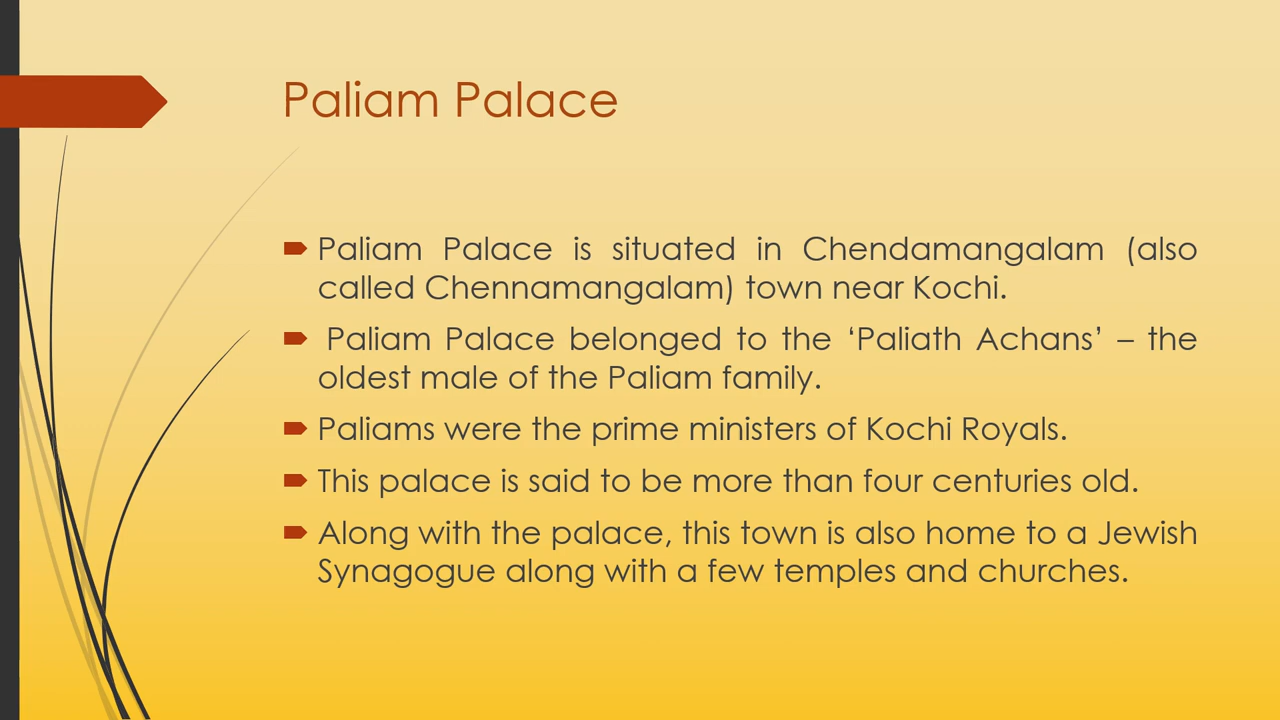 Paliam Palace
Paliam Palace is situated in Chendamangalam (also
called Chennamangalam) town near Kochi.
Paliam Palace belonged to the ‘Paliath Achans’ – the
oldest male of the Paliam family.
Paliams were the prime ministers of Kochi Royals.
This palace is said to be more than four centuries old.
Along with the palace, this town is also home to a Jewish
Synagogue along with a few temples and churches.